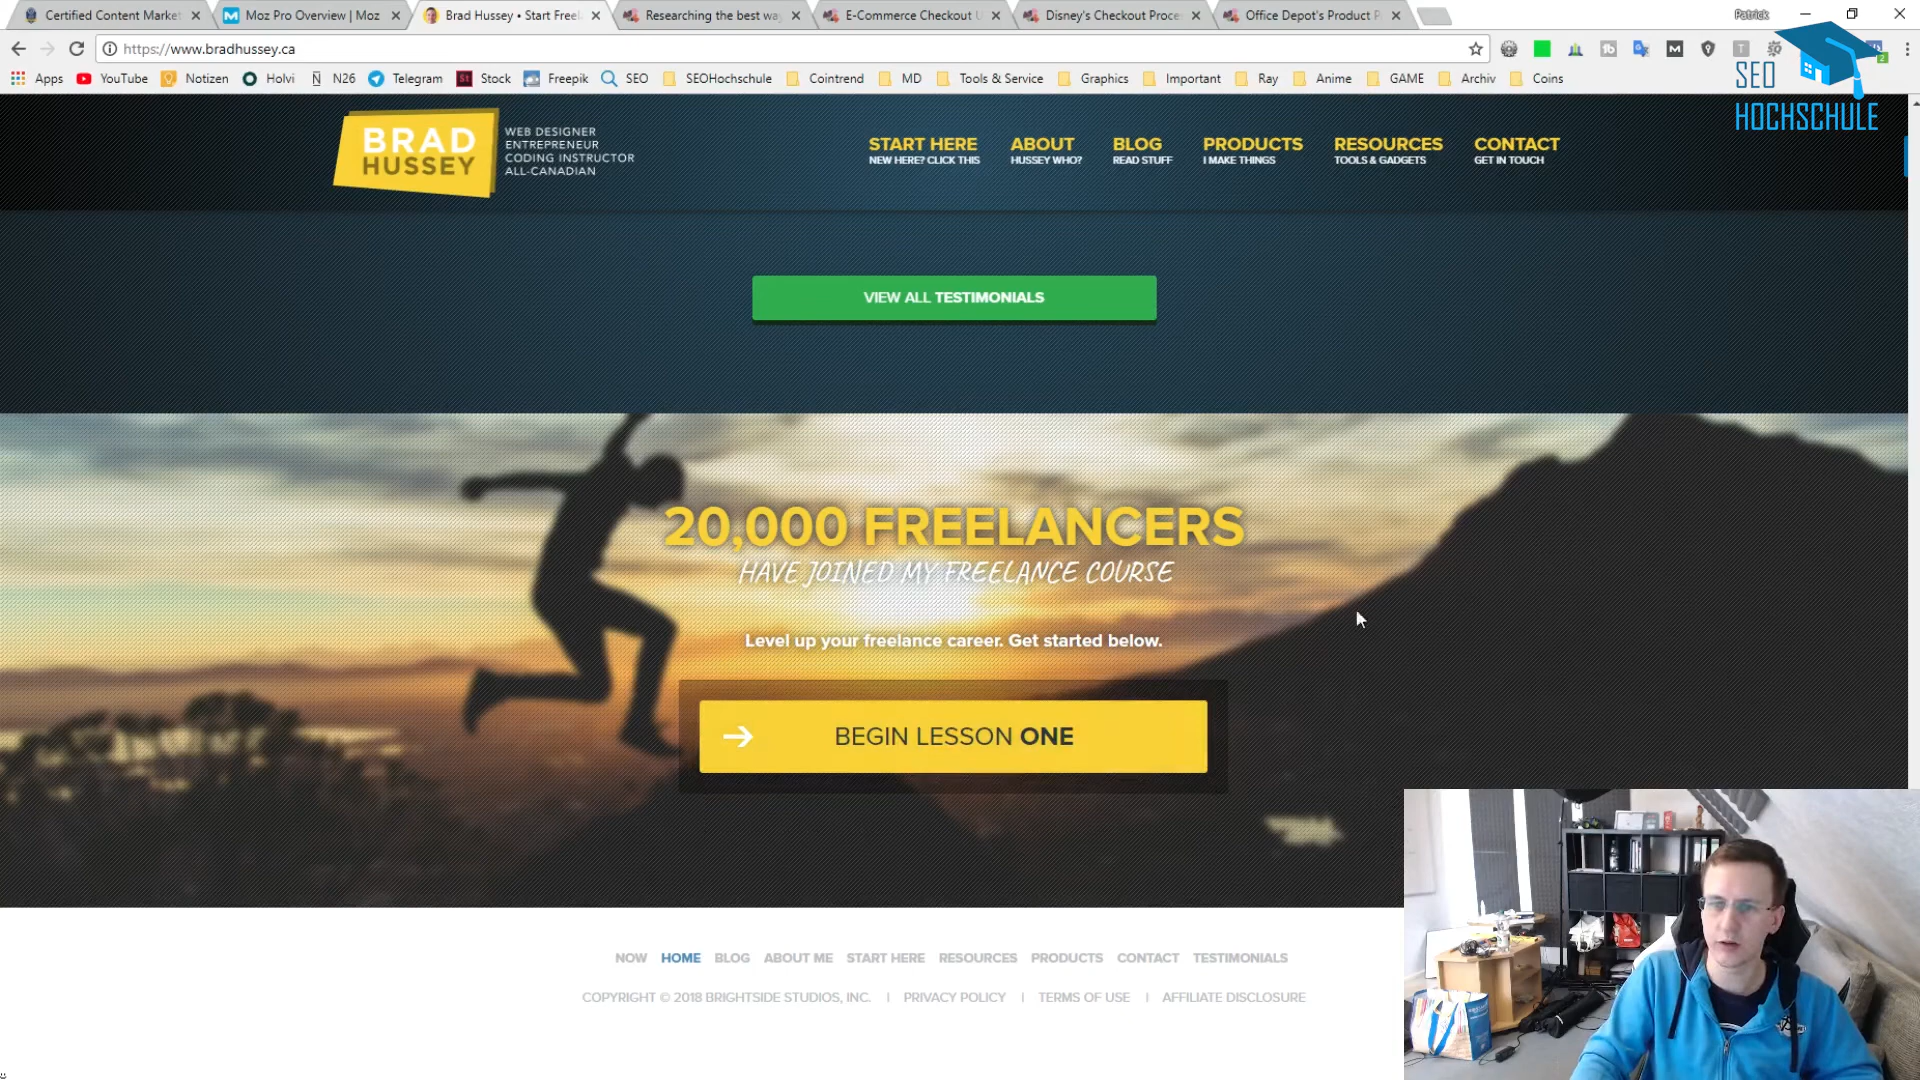 Certified Content Market
Moz Pro Overview | Moz
Brad Hussey • Start Free
Researching the best wa
E-Commerce Checkout U
Disney's Checkout Proce
Office Depot's Product P
Patrick
https://www.bradhussey.ca
Apps
YouTube
Notizen
Holvi
N26
Telegram
Stock
Freepik
SEO
SEOHochschule
Cointrend
MD
Tools & Service
Graphics
Important
Ray
Anime
GAME
Archiv
Coins
SEO
HOCHSCHULE
BRAD
HUSSEY
WEB DESIGNER
ENTREPRENEUR
CODING INSTRUCTOR
ALL-CANADIAN
START HERE
NEW HERE? CLICK THIS
ABOUT
HUSSEY WHO?
BLOG
READ STUFF
PRODUCTS
I MAKE THINGS
RESOURCES
TOOLS & GADGETS
CONTACT
GET IN TOUCH
VIEW ALL TESTIMONIALS
20,000 FREELANCERS
HAVE JOINED MY FREELANCE COURSE
Level up your freelance career. Get started below.
BEGIN LESSON ONE
NOW HOME BLOG ABOUT ME START HERE RESOURCES PRODUCTS CONTACT TESTIMONIALS
COPYRIGHT © 2018 BRIGHTSIDE STUDIOS, INC. | PRIVACY POLICY | TERMS OF USE | AFFILIATE DISCLOSURE